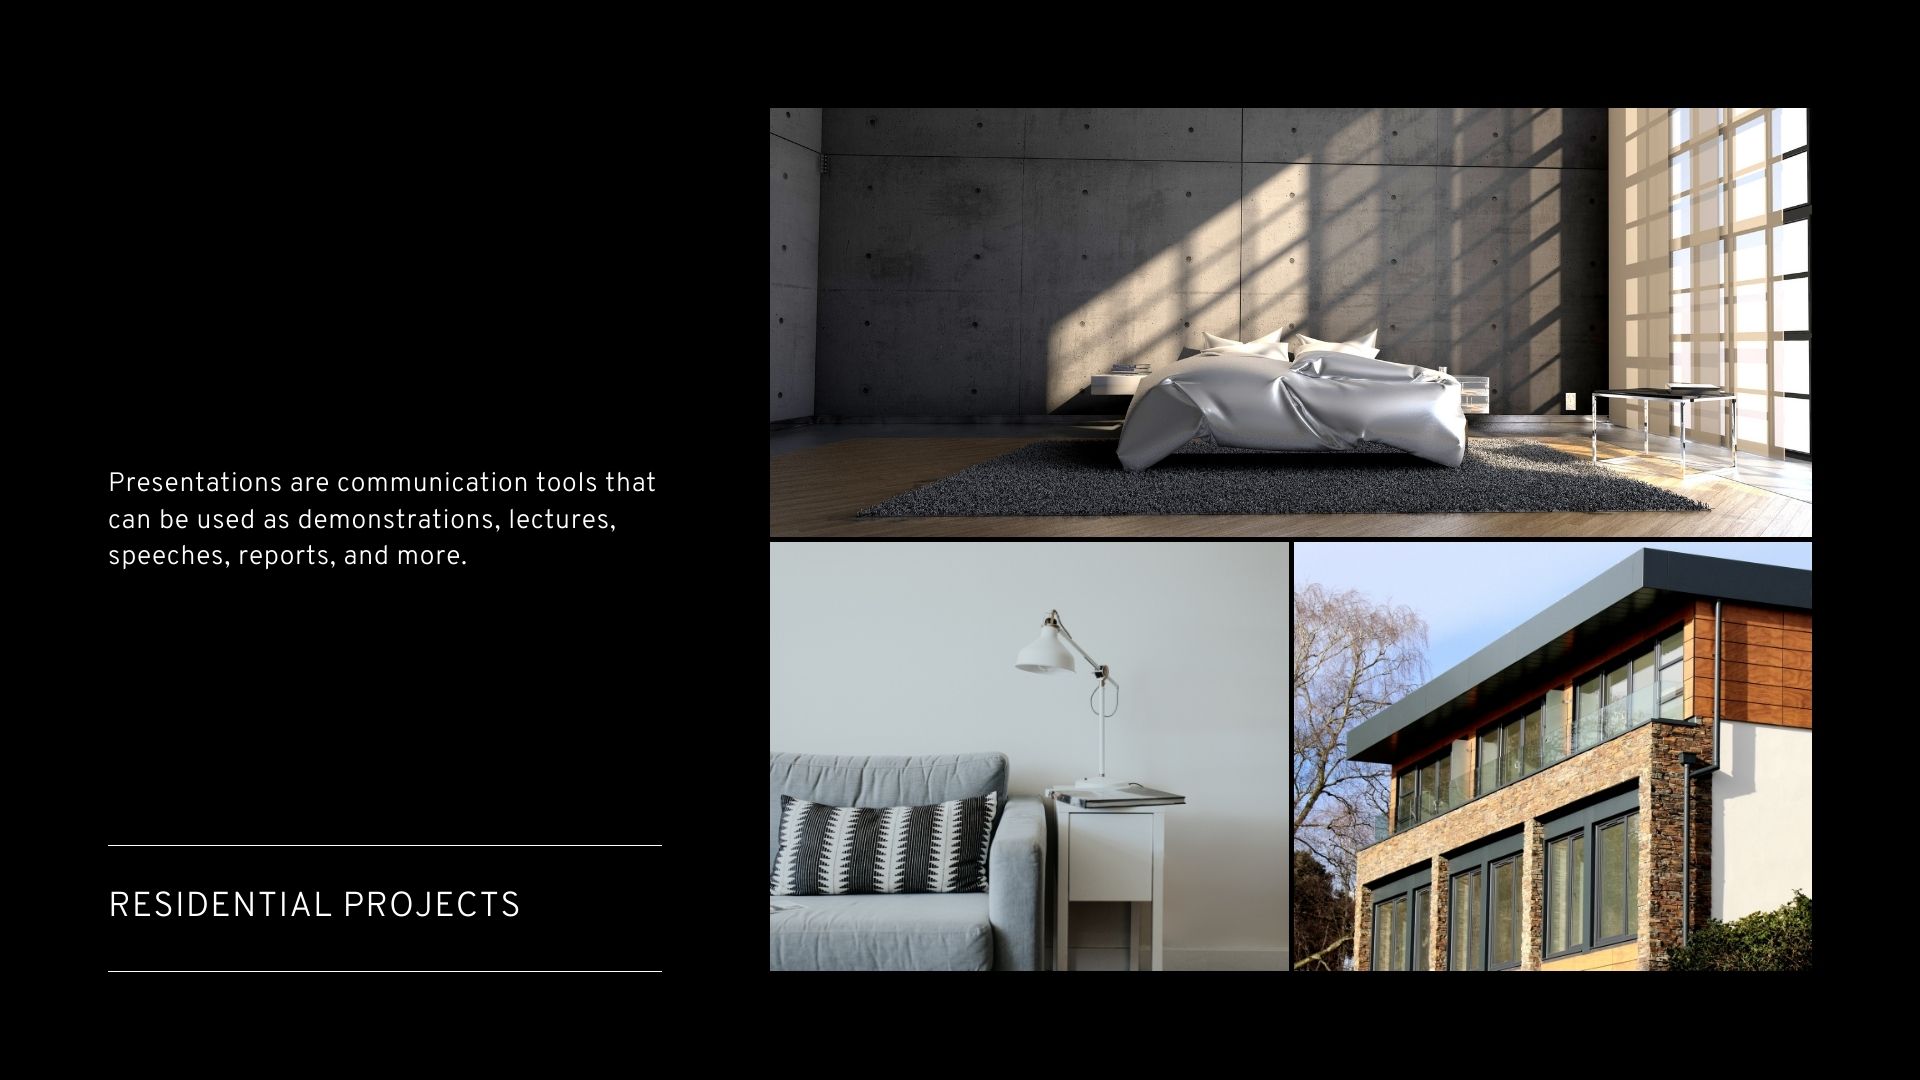 Presentations are communication tools that
can be used as demonstrations, lectures,
speeches, reports, and more.
RESIDENTIAL PROJECTS